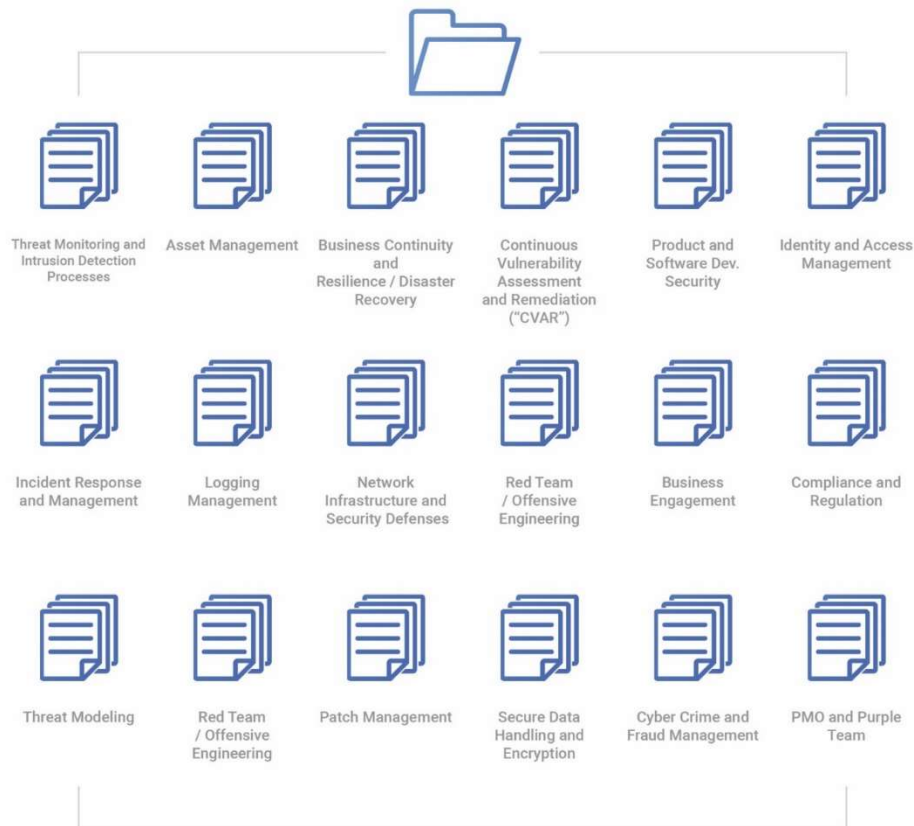 Threat Monitoring and
Intrusion Detection
Processes
Asset Management
Business Continuity
and
Resilience / Disaster
Recovery
Continuous
Vulnerability
Assessment
and Remediation
(“CVAR”)
Product and
Software Dev.
Security
Identity and Access
Management
Incident Response
and Management
Logging
Management
Network
Infrastructure and
Security Defenses
Red Team
/ Offensive
Engineering
Business
Engagement
Compliance and
Regulation
Threat Modeling
Red Team
/ Offensive
Engineering
Patch Management
Secure Data
Handling and
Encryption
Cyber Crime and
Fraud Management
PMO and Purple
Team